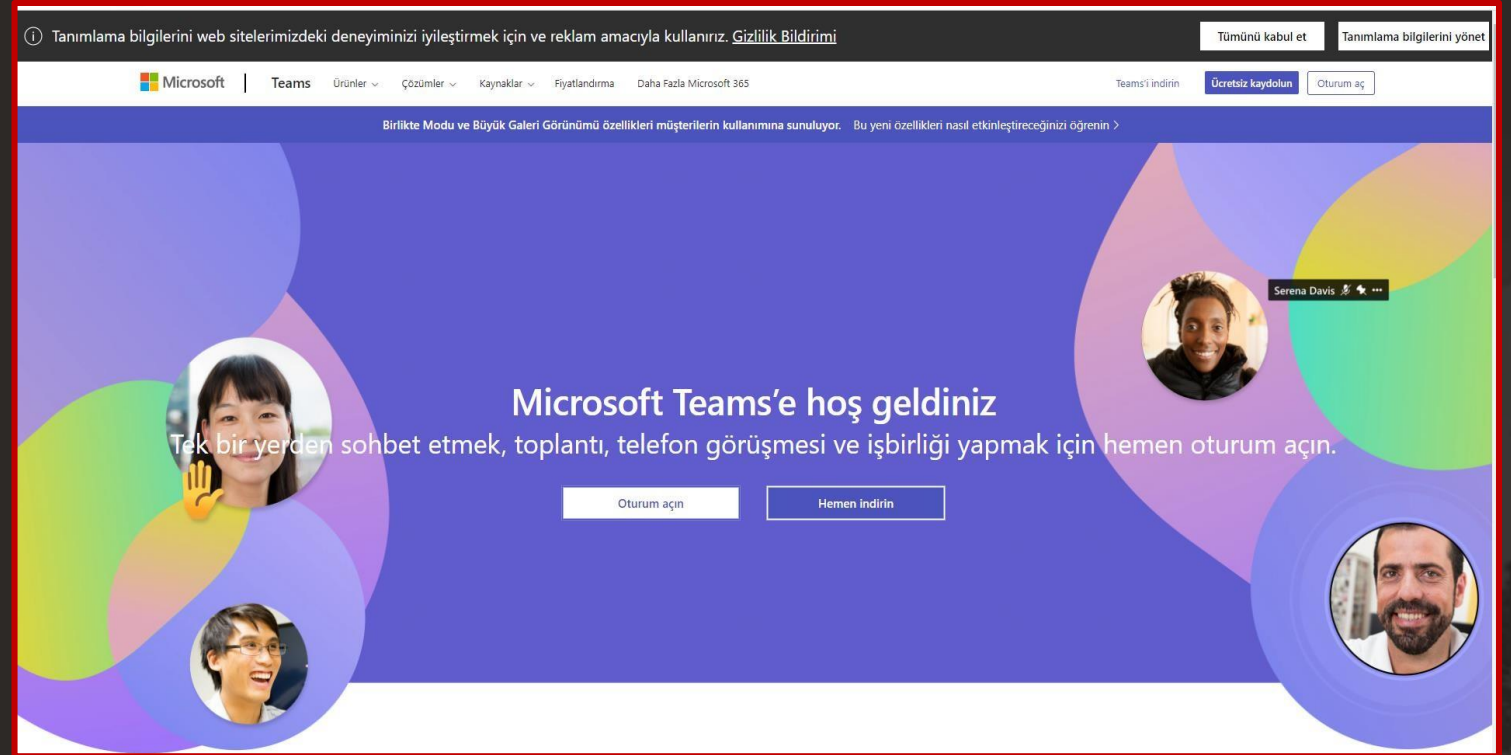 Tanımlama bilgilerini web sitelerimizdeki deneyiminizi iyileştirmek için ve reklam amacıyla kullanırız. Gizlilik Bildirimi
Tümünü kabul et
Tanımlama bilgilerini yönet
Microsoft
Teams
Ürünler
Çözümler
Kaynaklar
Fiyatlandırma
Daha Fazla Microsoft 365
Teams'i indirin
Ücretsiz kaydolun
Oturum aç
Birlikte Modu ve Büyük Galeri Görünümü özellikleri müşterilerin kullanımına sunuluyor. Bu yeni özellikleri nasıl etkinleştireceğinizi öğrenin >
Serena Davis
Microsoft Teams’e hoş geldiniz
Tek bir yerden sohbet etmek, toplantı, telefon görüşmesi ve işbirliği yapmak için hemen oturum açın.
Oturum açın
Hemen indirin